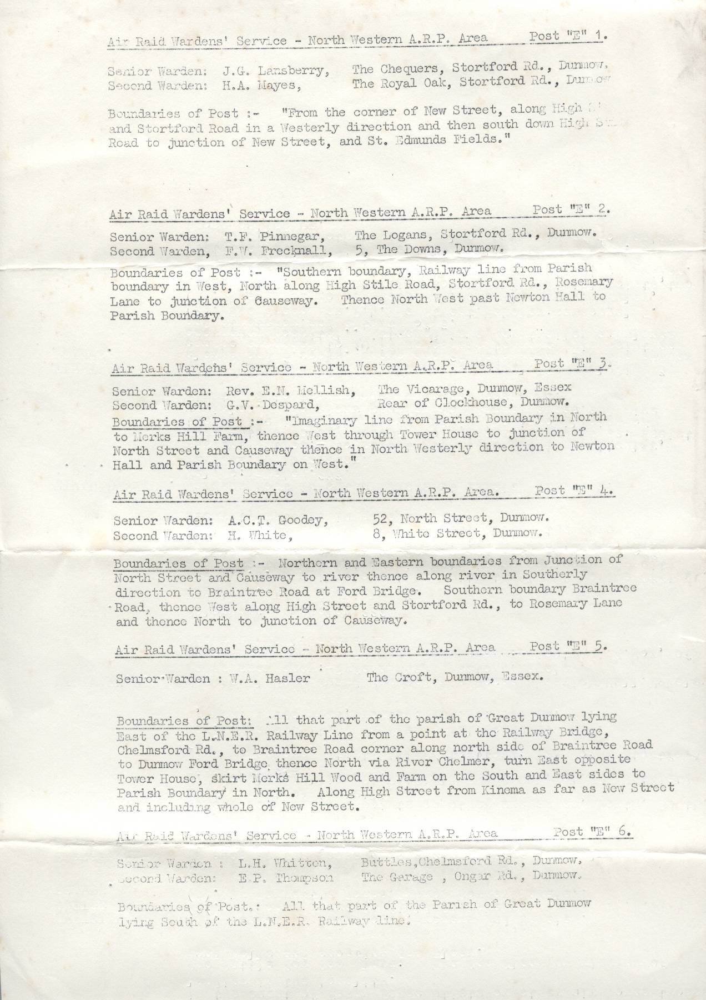 Air Raid Wardens' Service - North Western A.R.P. Area Post "E" 1.
Senior Warden: J.G. Lansberry, The Chequers, Stortford Rd., Dunmow.
Second Warden: H.A. Mayes, The Royal Oak, Stortford Rd., Dunmow
Boundaries of Post :- "From the corner of New Street, along High
and Stortford Road in a Westerly direction and then south down High
Road to junction of New Street, and St. Edmunds Fields."
Air Raid Wardens' Service - North Western A.R.P. Area Post "E" 2.
Senior Warden: T.F. Pinnegar, The Logans, Stortford Rd., Dunmow.
Second Warden, F.W. Frecknall, 5, The Downs, Dunmow.
Boundaries of Post :- "Southern boundary, Railway line from Parish
boundary in West, North along High Stile Road, Stortford Rd., Rosemary
Lane to junction of Causeway. Thence North West past Newton Hall to
Parish Boundary.
Air Raid Wardens' Service - North Western A.R.P. Area Post "E" 3.
Senior Warden: Rev. E.N. Mellish, The Vicarage, Dunmow, Essex
Second Warden: G.V. Despard, Rear of Clockhouse, Dunmow.
Boundaries of Post :- "Imaginary line from Parish Boundary in North
to Merks Hill Farm, thence West through Tower House to junction of
North Street and Causeway thence in North Westerly direction to Newton
Hall and Parish Boundary on West."
Air Raid Wardens' Service - North Western A.R.P. Area. Post "E" 4.
Senior Warden: A.C.T. Goodey, 52, North Street, Dunmow.
Second Warden: H. White, 8, White Street, Dunmow.
Boundaries of Post :- Northern and Eastern boundaries from Junction of
North Street and Causeway to river thence along river in Southerly
direction to Braintree Road at Ford Bridge. Southern boundary Braintree
Road, thence West along High Street and Stortford Rd., to Rosemary Lane
and thence North to junction of Causeway.
Air Raid Wardens' Service - North Western A.R.P. Area Post "E" 5.
Senior Warden : W.A. Hasler The Croft, Dunmow, Essex.
Boundaries of Post: All that part of the parish of Great Dunmow lying
East of the L.N.E.R. Railway Line from a point at the Railway Bridge,
Chelmsford Rd., to Braintree Road corner along north side of Braintree Road
to Dunmow Ford Bridge thence North via River Chelmer, turn East opposite
Tower House, skirt Merks Hill Wood and Farm on the South and East sides to
Parish Boundary in North. Along High Street from Kinema as far as New Street
and including whole of New Street.
Air Raid Wardens' Service - North Western A.R.P. Area Post "E" 6.
Senior Warden : L.H. Whitton, Buttles, Chelmsford Rd., Dunmow.
Second Warden: E.P. Thompson The Garage , Ongar Rd., Dunmow.
Boundaries of Post.: All that part of the Parish of Great Dunmow
lying South of the L.N.E.R. Railway line.